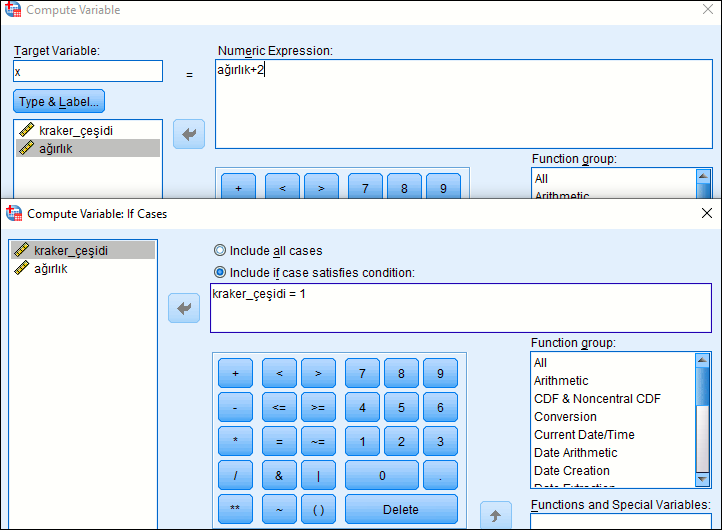 Compute Variable
Target Variable:
x
=
Numeric Expression:
ağırlık+2
Type & Label...
kraker_çeşidi
ağırlık
+ < > 7 8 9
Function group:
All
Arithmetic
Compute Variable: If Cases
kraker_çeşidi
ağırlık
Include all cases
Include if case satisfies condition:
kraker_çeşidi = 1
+ < > 7 8 9
- <= >= 4 5 6
* = ~= 1 2 3
/ & | 0 .
** ~ ( ) Delete
Function group:
All
Arithmetic
CDF & Noncentral CDF
Conversion
Current Date/Time
Date Arithmetic
Date Creation
Date Extraction
Functions and Special Variables: